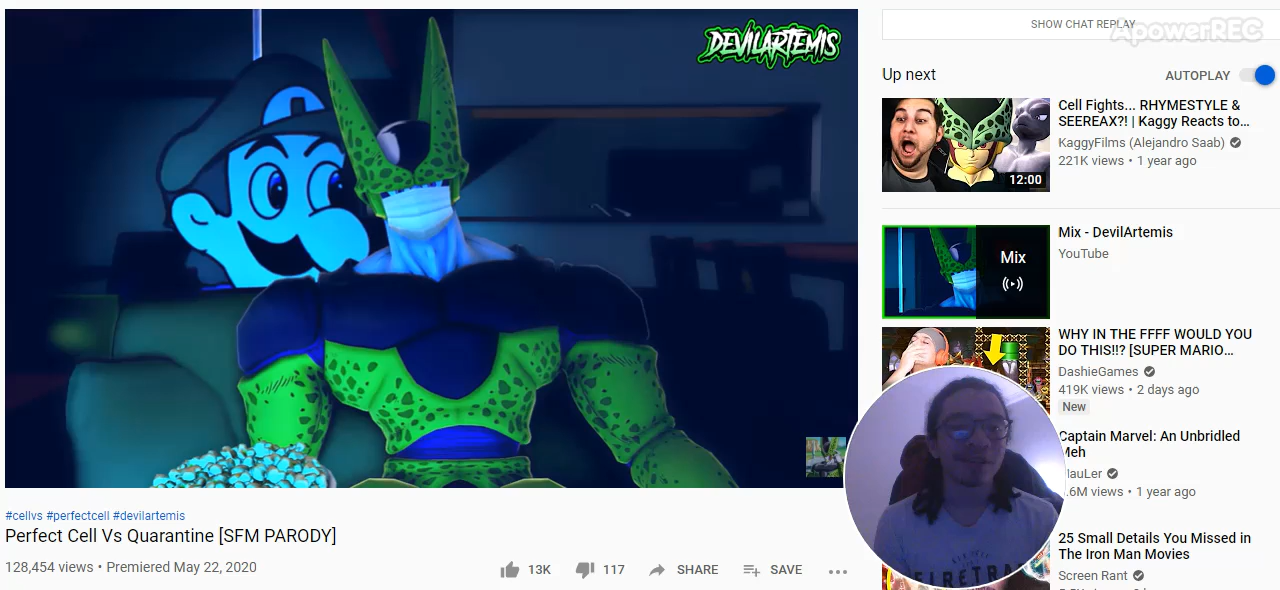 DEVILARTEMIS
SHOW CHAT REPLAY
ApowerREC
Up next
AUTOPLAY
Cell Fights... RHYMESTYLE &
SEEREAX?! | Kaggy Reacts to...
KaggyFilms (Alejandro Saab)
221K views • 1 year ago
12:00
Mix - DevilArtemis
YouTube
Mix
WHY IN THE FFFF WOULD YOU
DO THIS!!? [SUPER MARIO...
DashieGames
419K views • 2 days ago
New
Captain Marvel: An Unbridled
Meh
MauLer
.6M views • 1 year ago
25 Small Details You Missed in
The Iron Man Movies
Screen Rant
#cellvs #perfectcell #devilartemis
Perfect Cell Vs Quarantine [SFM PARODY]
128,454 views • Premiered May 22, 2020
13K
117
SHARE
SAVE